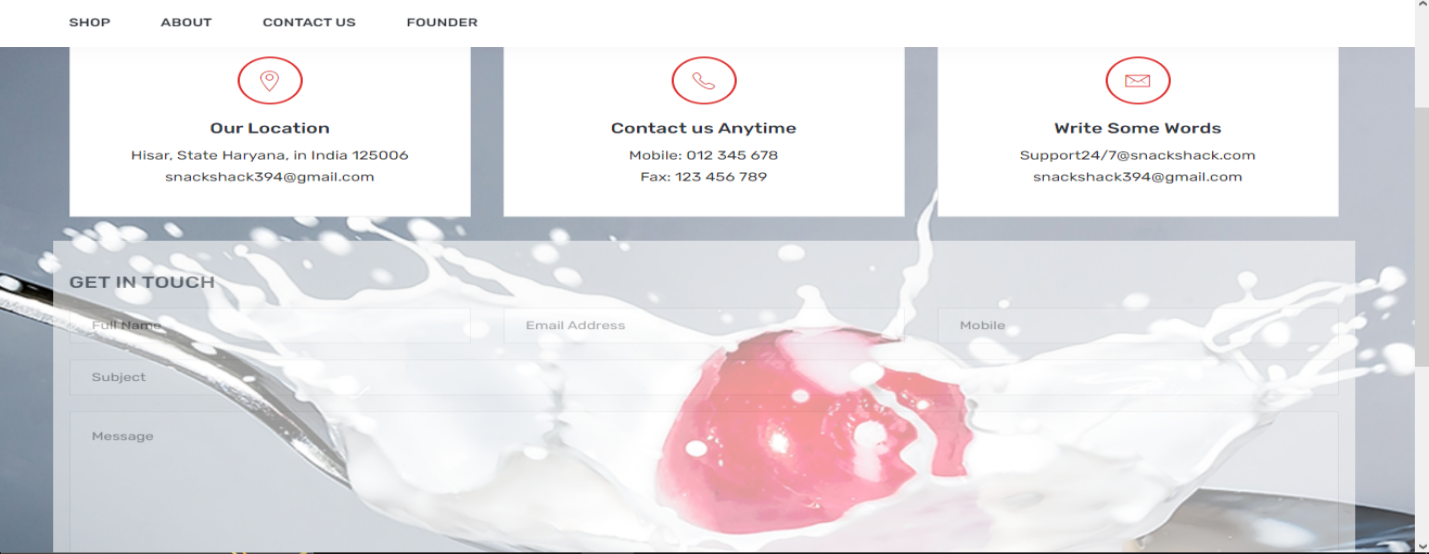 SHOP ABOUT CONTACT US FOUNDER
Our Location
Hisar, State Haryana, in India 125006
snackshack394@gmail.com
Contact us Anytime
Mobile: 012 345 678
Fax: 123 456 789
Write Some Words
Support24/7@snackshack.com
snackshack394@gmail.com
GET IN TOUCH
Full Name Email Address Mobile
Subject
Message